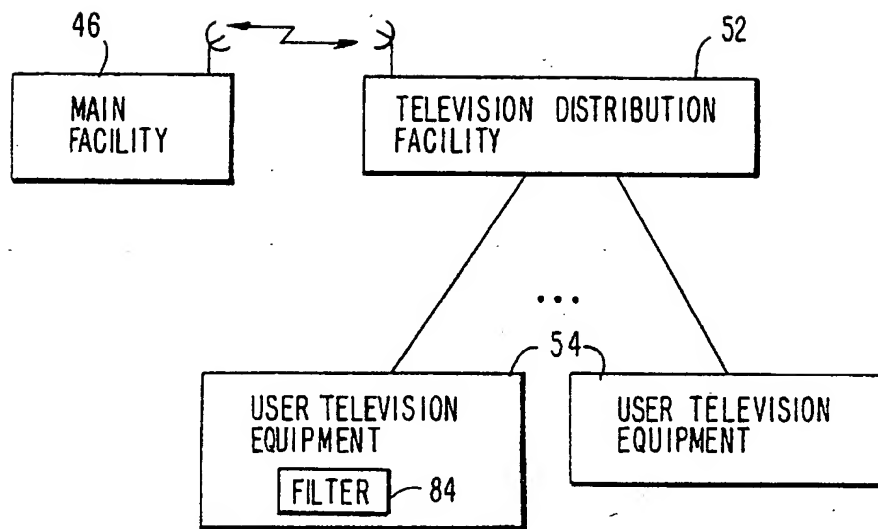 46
52
MAIN
FACILITY
TELEVISION DISTRIBUTION
FACILITY
...
54
USER TELEVISION
EQUIPMENT
FILTER
84
USER TELEVISION
EQUIPMENT